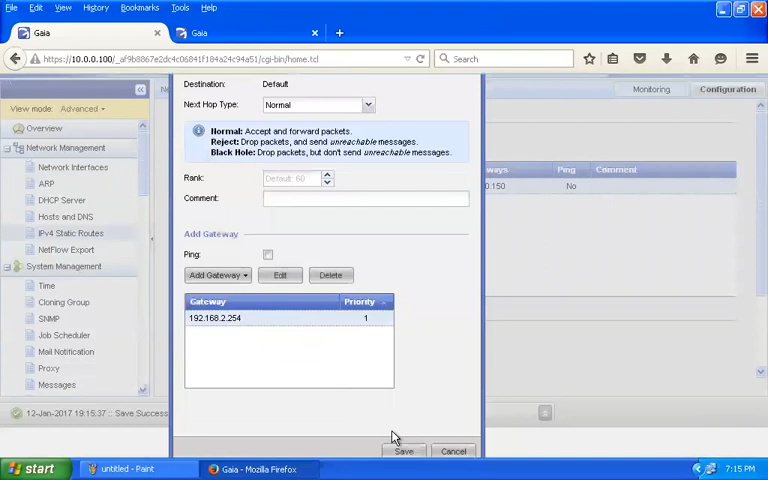 File Edit View History Bookmarks Tools Help
Gaia
Gaia
https://10.0.0.100/_af9b8867e2dc4c06841f184a24c94a51/cgi-bin/home.tcl
Search
View mode: Advanced
Overview
Network Management
Network Interfaces
ARP
DHCP Server
Hosts and DNS
IPv4 Static Routes
NetFlow Export
System Management
Time
Cloning Group
SNMP
Job Scheduler
Mail Notification
Proxy
Messages
Destination: Default
Next Hop Type: Normal
Normal: Accept and forward packets.
Reject: Drop packets, and send unreachable messages.
Black Hole: Drop packets, but don't send unreachable messages.
Rank: Default: 60
Comment:
Add Gateway
Ping:
Add Gateway Edit Delete
Gateway Priority
192.168.2.254 1
Save Cancel
Monitoring Configuration
ways Ping Comment
0.150 No
12-Jan-2017 19:15:37 :: Save Success
start untitled - Paint Gaia - Mozilla Firefox 7:15 PM